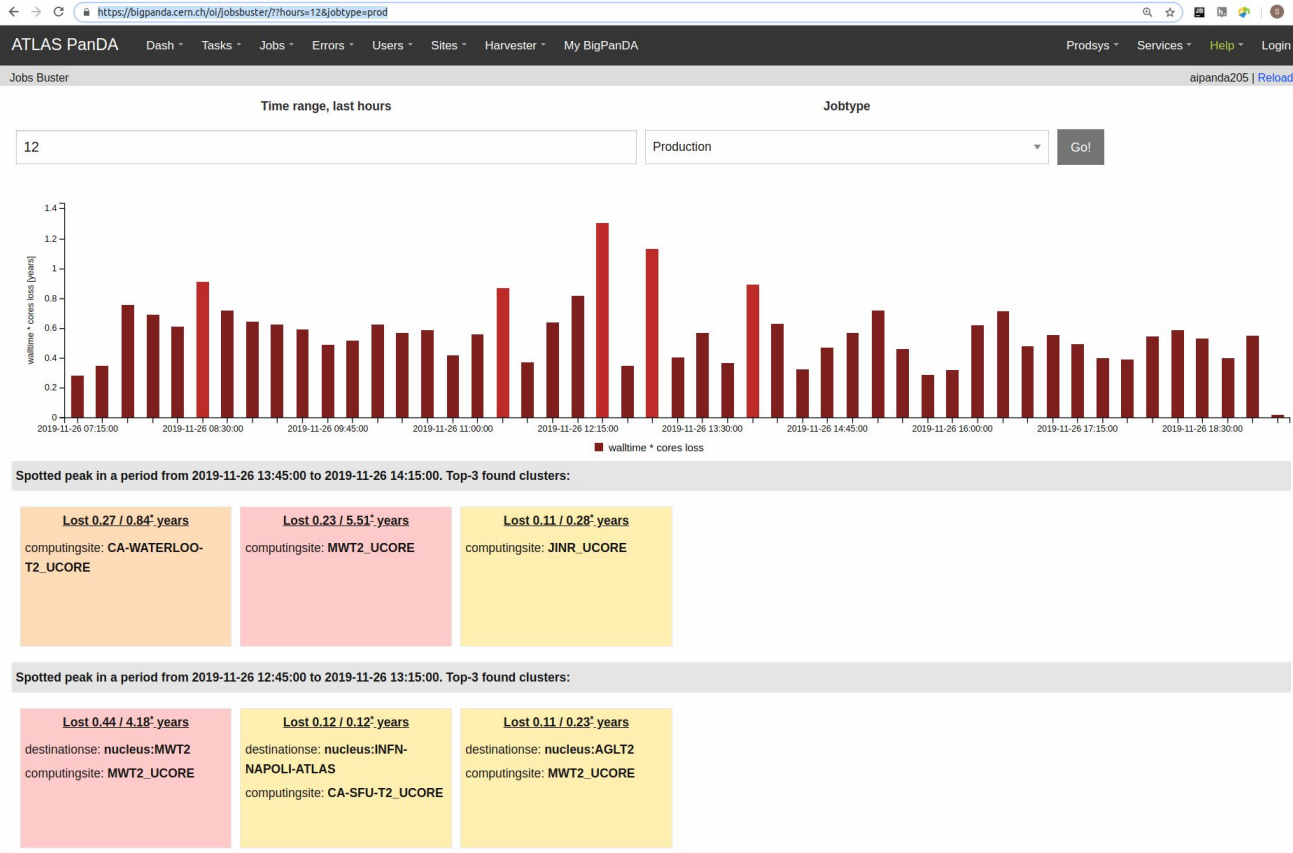 https://bigpanda.cern.ch/oi/jobsbuster/??hours=12&jobtype=prod
ATLAS PanDA Dash Tasks Jobs Errors Users Sites Harvester My BigPanDA Prodsys Services Help Login
Jobs Buster aipanda205 | Reload
Time range, last hours Jobtype
12 Production Go!
1.4
1.2
1
0.8
0.6
0.4
0.2
0
walltime * cores loss [years]
2019-11-26 07:15:00 2019-11-26 08:30:00 2019-11-26 09:45:00 2019-11-26 11:00:00 2019-11-26 12:15:00 2019-11-26 13:30:00 2019-11-26 14:45:00 2019-11-26 16:00:00 2019-11-26 17:15:00 2019-11-26 18:30:00
walltime * cores loss
Spotted peak in a period from 2019-11-26 13:45:00 to 2019-11-26 14:15:00. Top-3 found clusters:
Lost 0.27 / 0.84* years
computingsite: CA-WATERLOO-
T2_UCORE
Lost 0.23 / 5.51* years
computingsite: MWT2_UCORE
Lost 0.11 / 0.28* years
computingsite: JINR_UCORE
Spotted peak in a period from 2019-11-26 12:45:00 to 2019-11-26 13:15:00. Top-3 found clusters:
Lost 0.44 / 4.18* years
destinationse: nucleus:MWT2
computingsite: MWT2_UCORE
Lost 0.12 / 0.12* years
destinationse: nucleus:INFN-
NAPOLI-ATLAS
computingsite: CA-SFU-T2_UCORE
Lost 0.11 / 0.23* years
destinationse: nucleus:AGLT2
computingsite: MWT2_UCORE